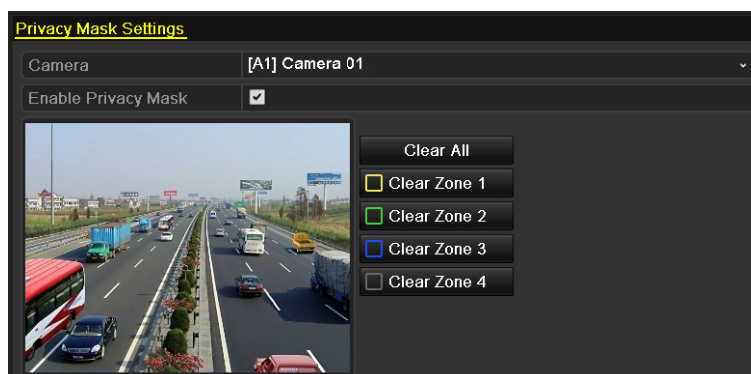 Privacy Mask Settings
Camera [A1] Camera 01
Enable Privacy Mask
Clear All
Clear Zone 1
Clear Zone 2
Clear Zone 3
Clear Zone 4